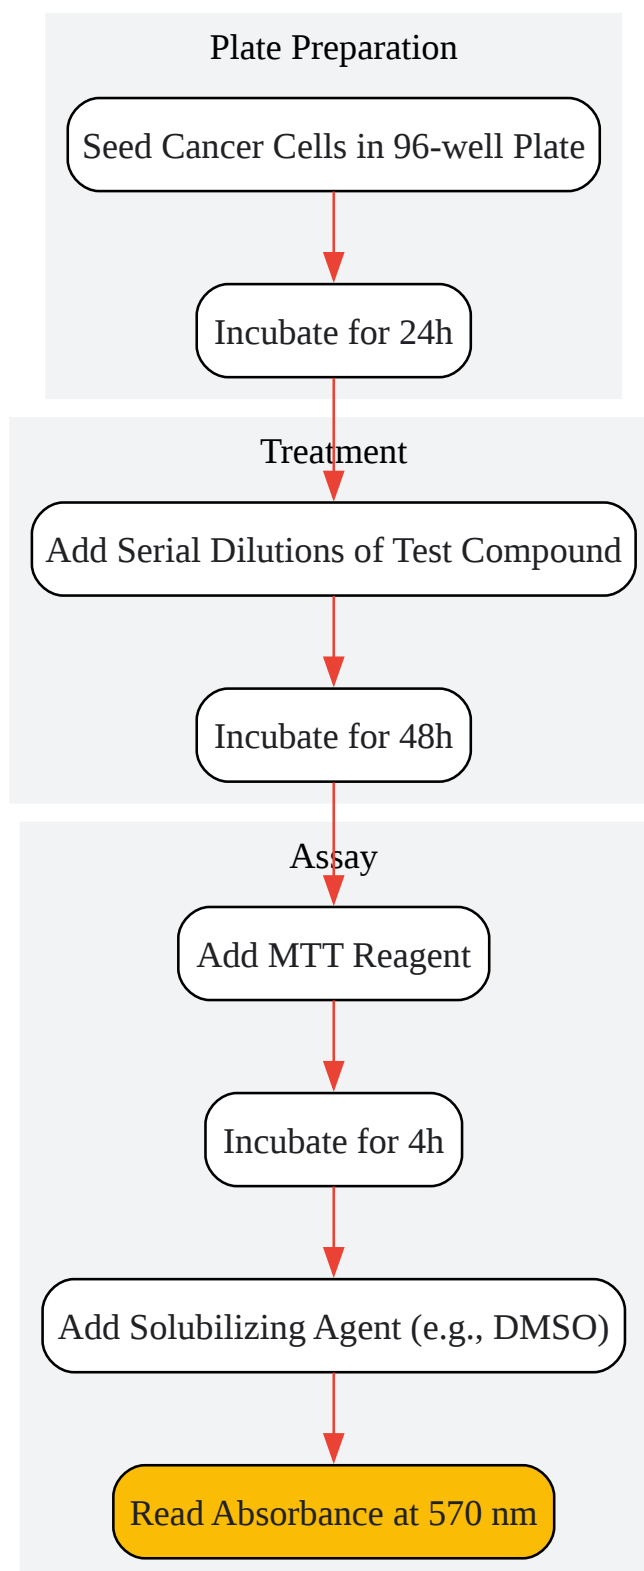 Plate Preparation
Seed Cancer Cells in 96-well Plate
Incubate for 24h
Treatment
Add Serial Dilutions of Test Compound
Incubate for 48h
Assay
Add MTT Reagent
Incubate for 4h
Add Solubilizing Agent (e.g., DMSO)
Read Absorbance at 570 nm